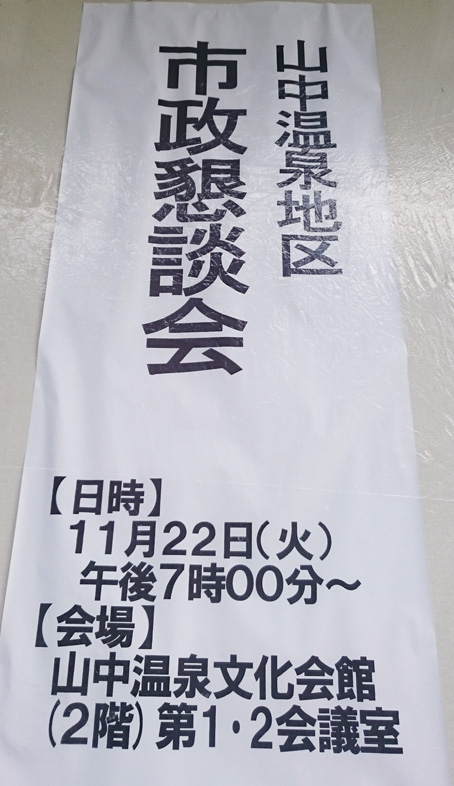 山中温泉地区
市政懇談会
【日時】
11月22日(火)
午後7時00分～
【会場】
山中温泉文化会館
(2階)第1・2会議室